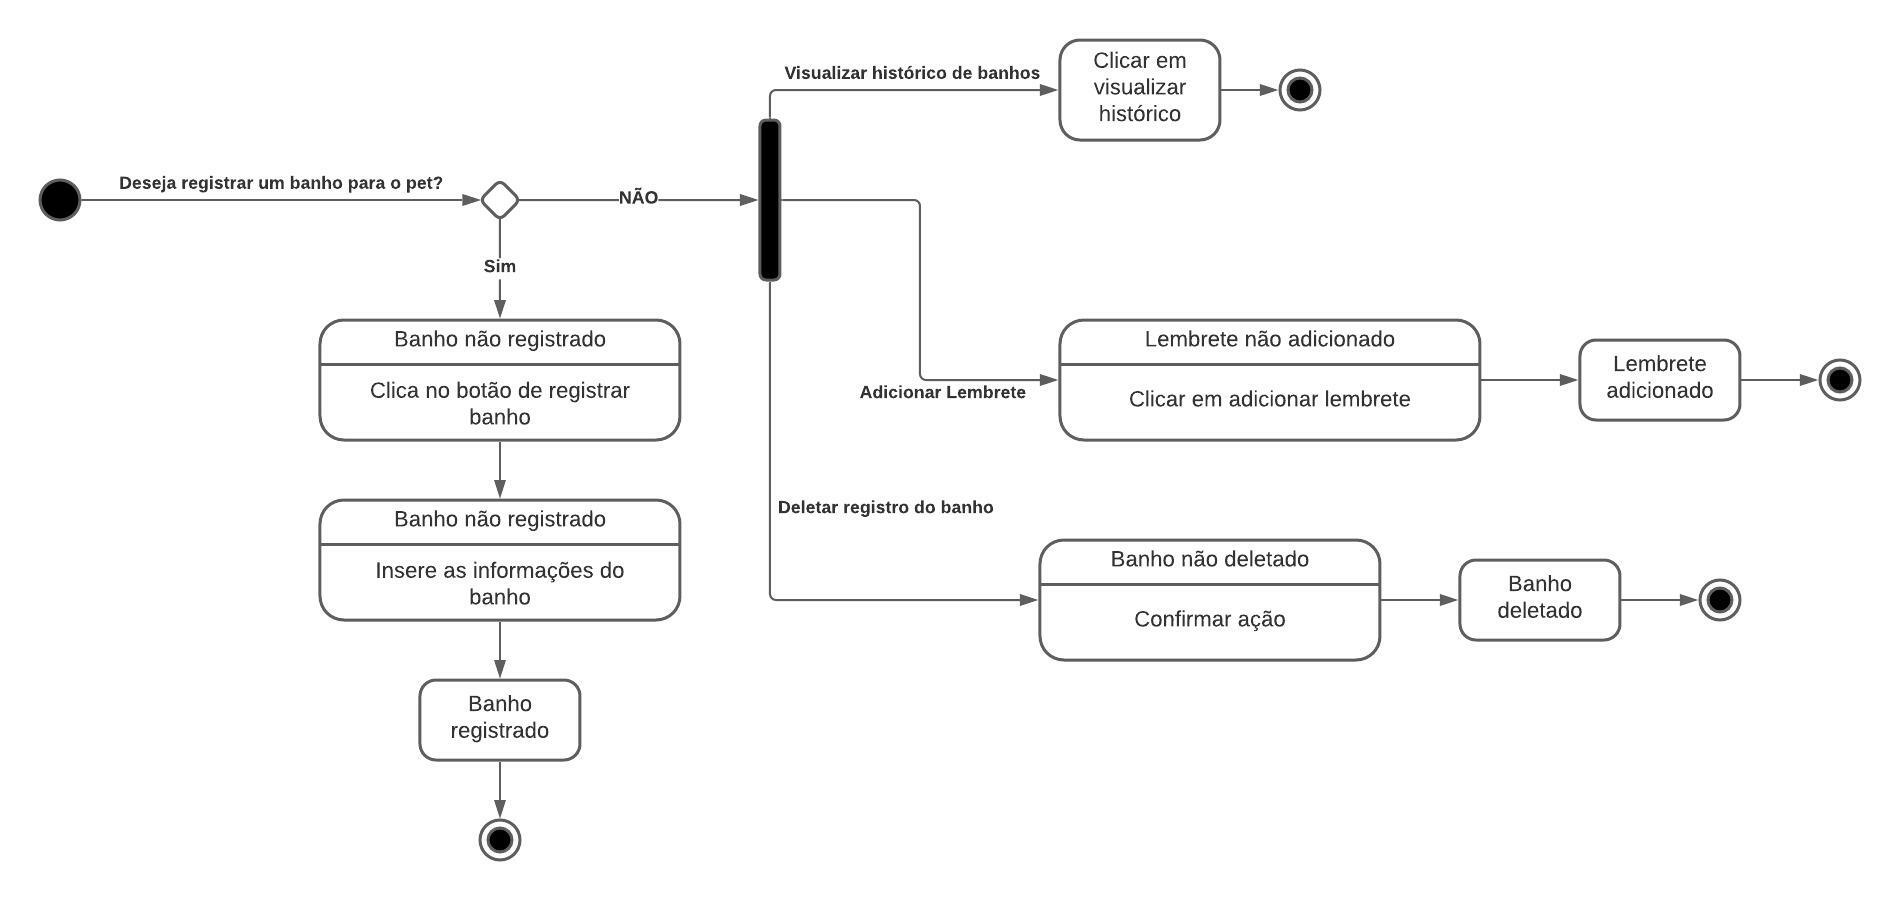 Visualizar histórico de banhos
Clicar em
visualizar
histórico
Deseja registrar um banho para o pet?
NÃO
Sim
Banho não registrado
Clica no botão de registrar
banho
Lembrete não adicionado
Clicar em adicionar lembrete
Adicionar Lembrete
Lembrete
adicionado
Banho não registrado
Insere as informações do
banho
Deletar registro do banho
Banho não deletado
Confirmar ação
Banho
deletado
Banho
registrado